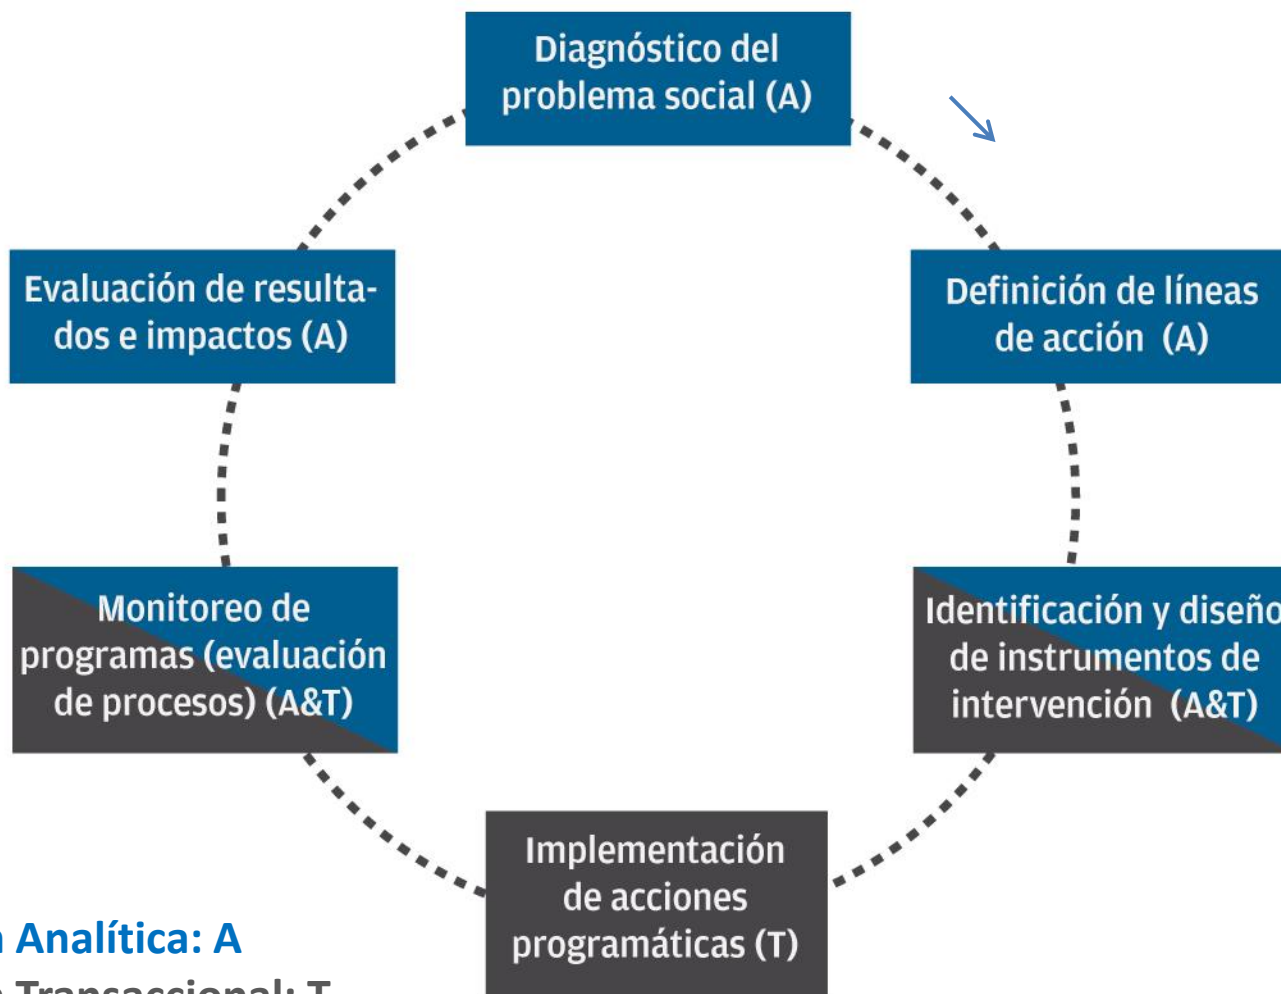 Diagnóstico del
problema social (A)
Evaluación de resulta-
dos e impactos (A)
Definición de líneas
de acción (A)
Monitoreo de
programas (evaluación
de procesos) (A&T)
Identificación y diseño
de instrumentos de
intervención (A&T)
Implementación
de acciones
programáticas (T)
Analítica: A
Transaccional: T